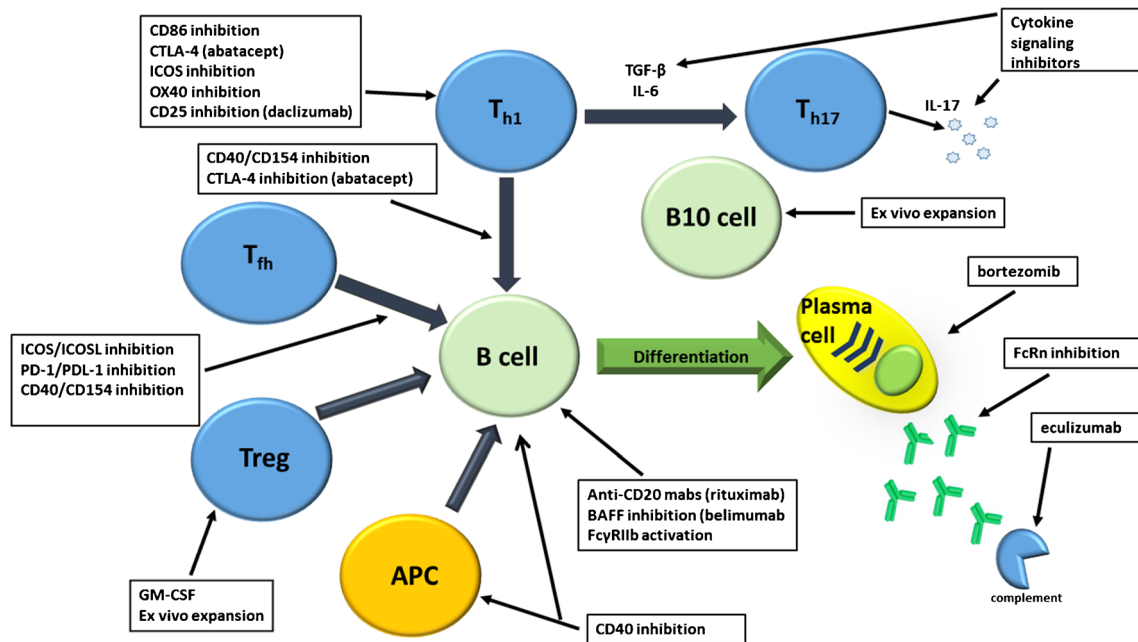 CD86 inhibition
CTLA-4 (abatacept)
ICOS inhibition
OX40 inhibition
CD25 inhibition (daclizumab)
Th1
TGF-β
IL-6
Th17
IL-17
Cytokine
signaling
inhibitors
CD40/CD154 inhibition
CTLA-4 inhibition (abatacept)
B10 cell
Ex vivo expansion
Tfh
bortezomib
Plasma
cell
ICOS/ICOSL inhibition
PD-1/PDL-1 inhibition
CD40/CD154 inhibition
B cell
Differentiation
FcRn inhibition
eculizumab
Treg
Anti-CD20 mabs (rituximab)
BAFF inhibition (belimumab
FcγRIIb activation
APC
GM-CSF
Ex vivo expansion
CD40 inhibition
complement